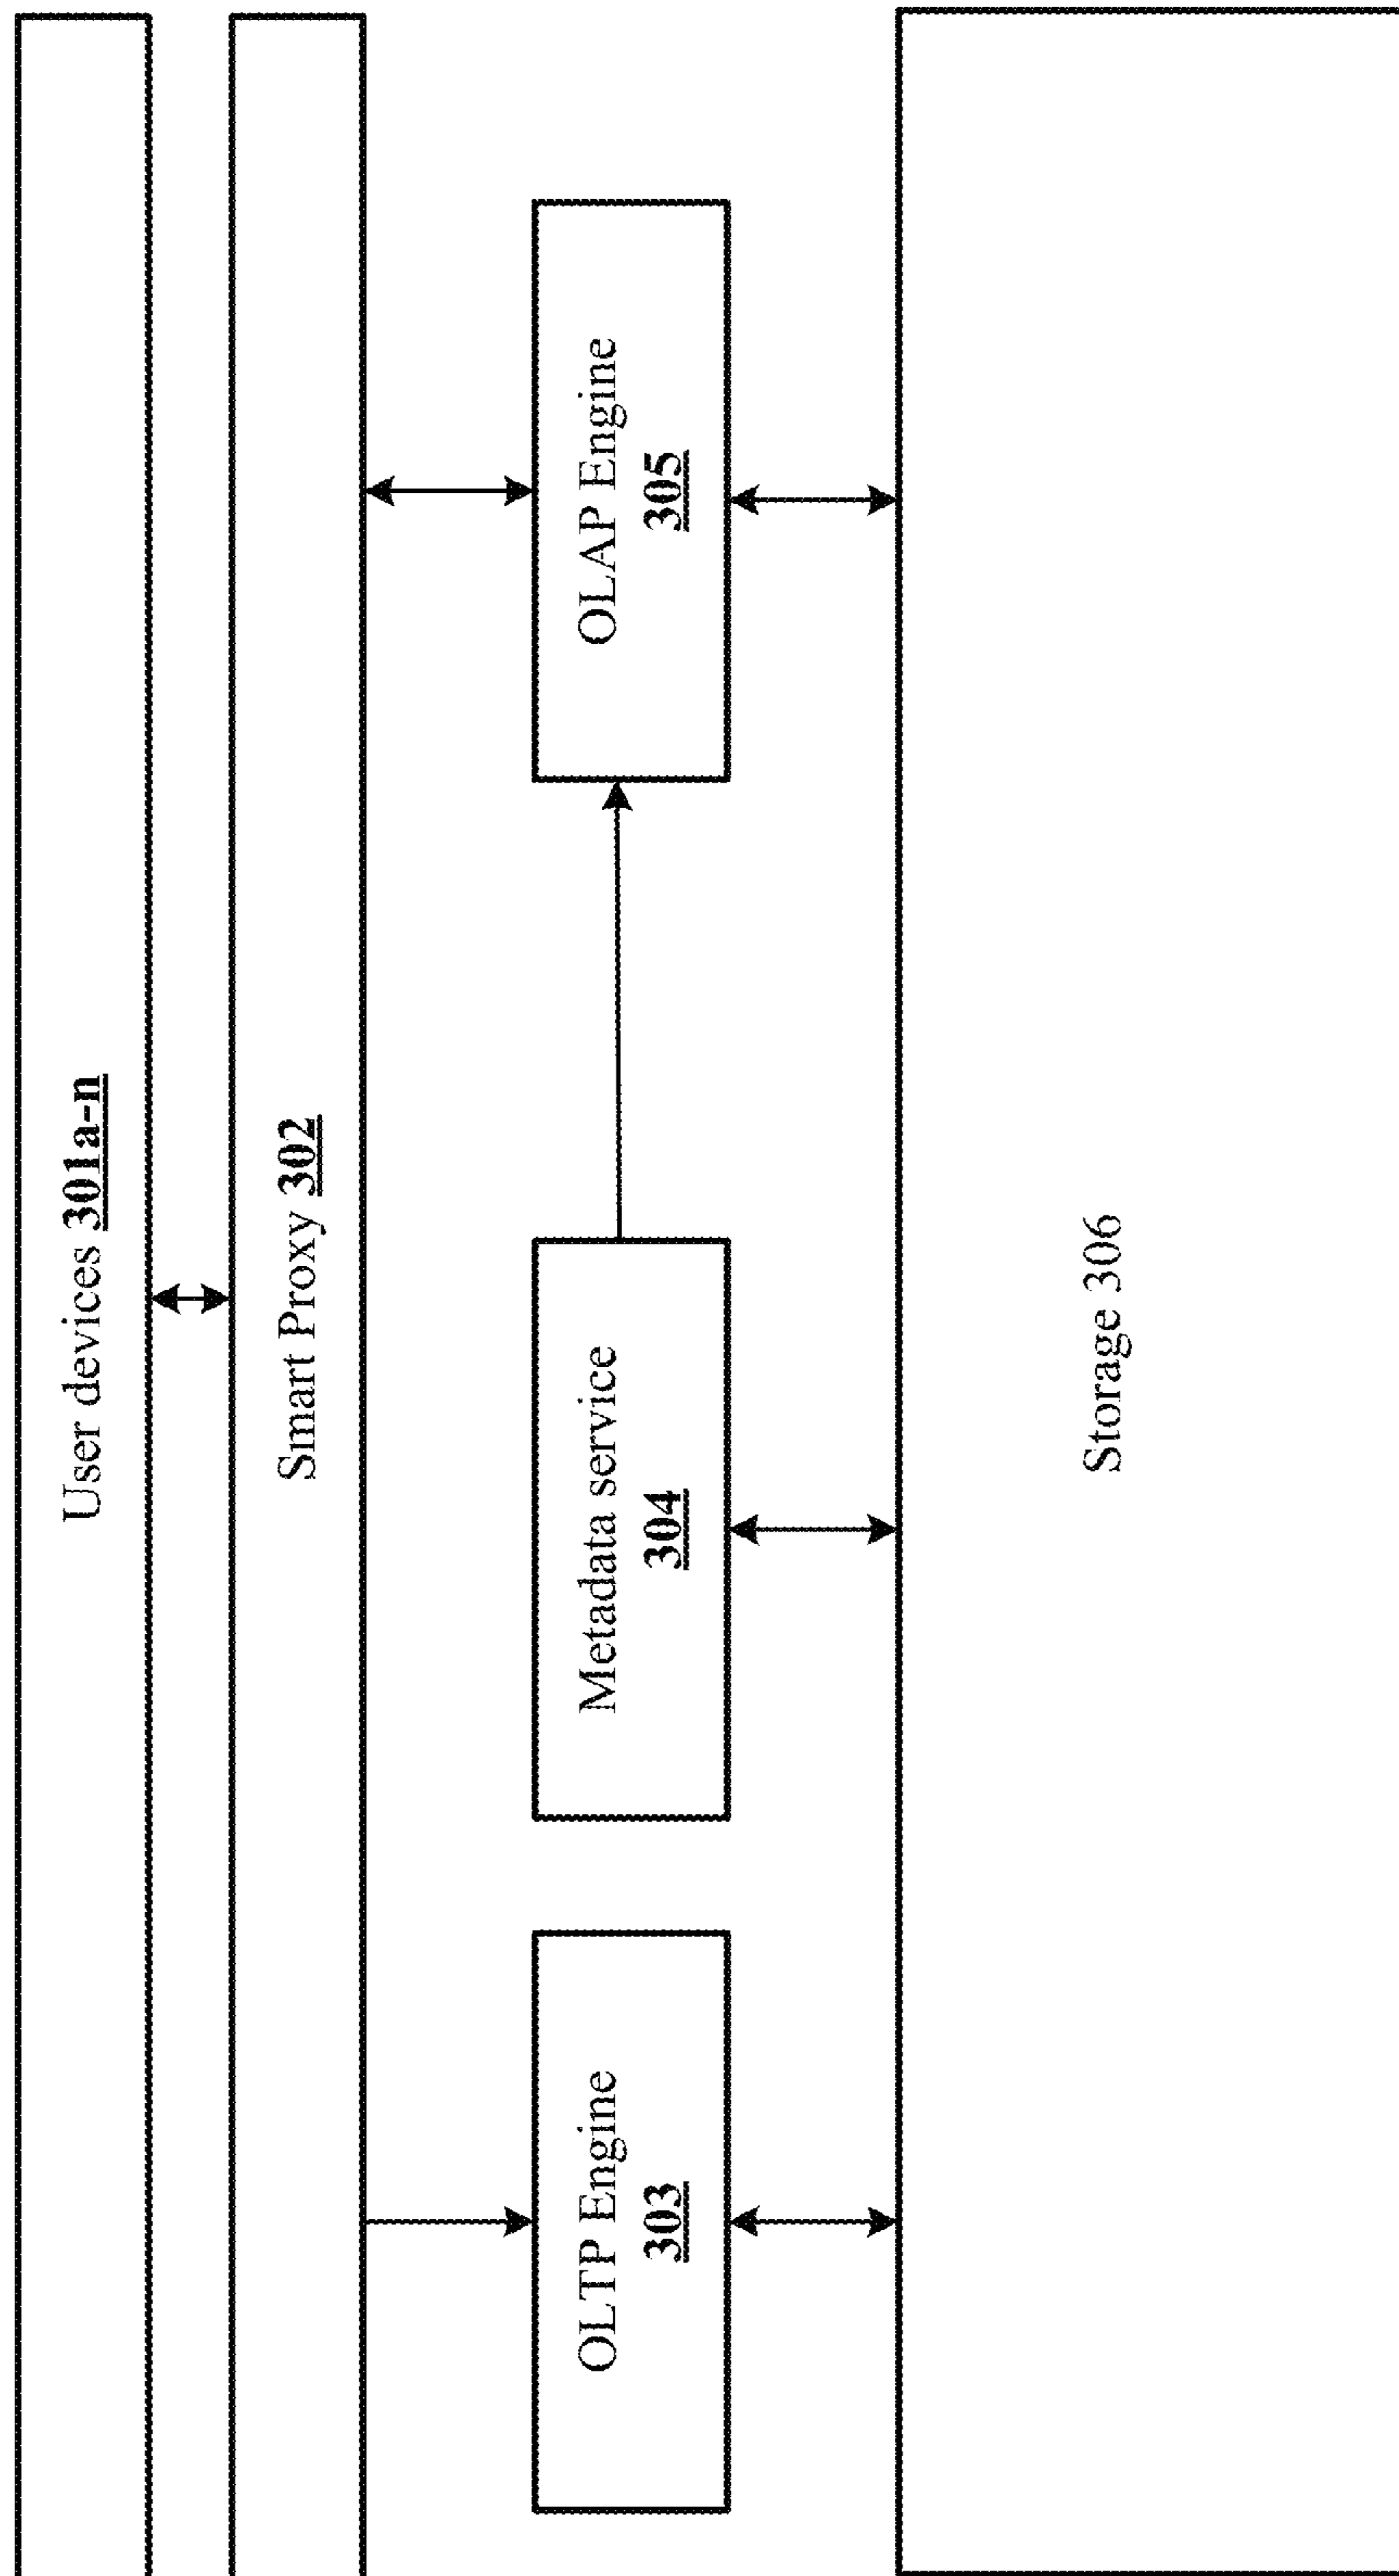 User devices 301a-n
Smart Proxy 302
OLTP Engine
303
Metadata service
304
OLAP Engine
305
Storage 306